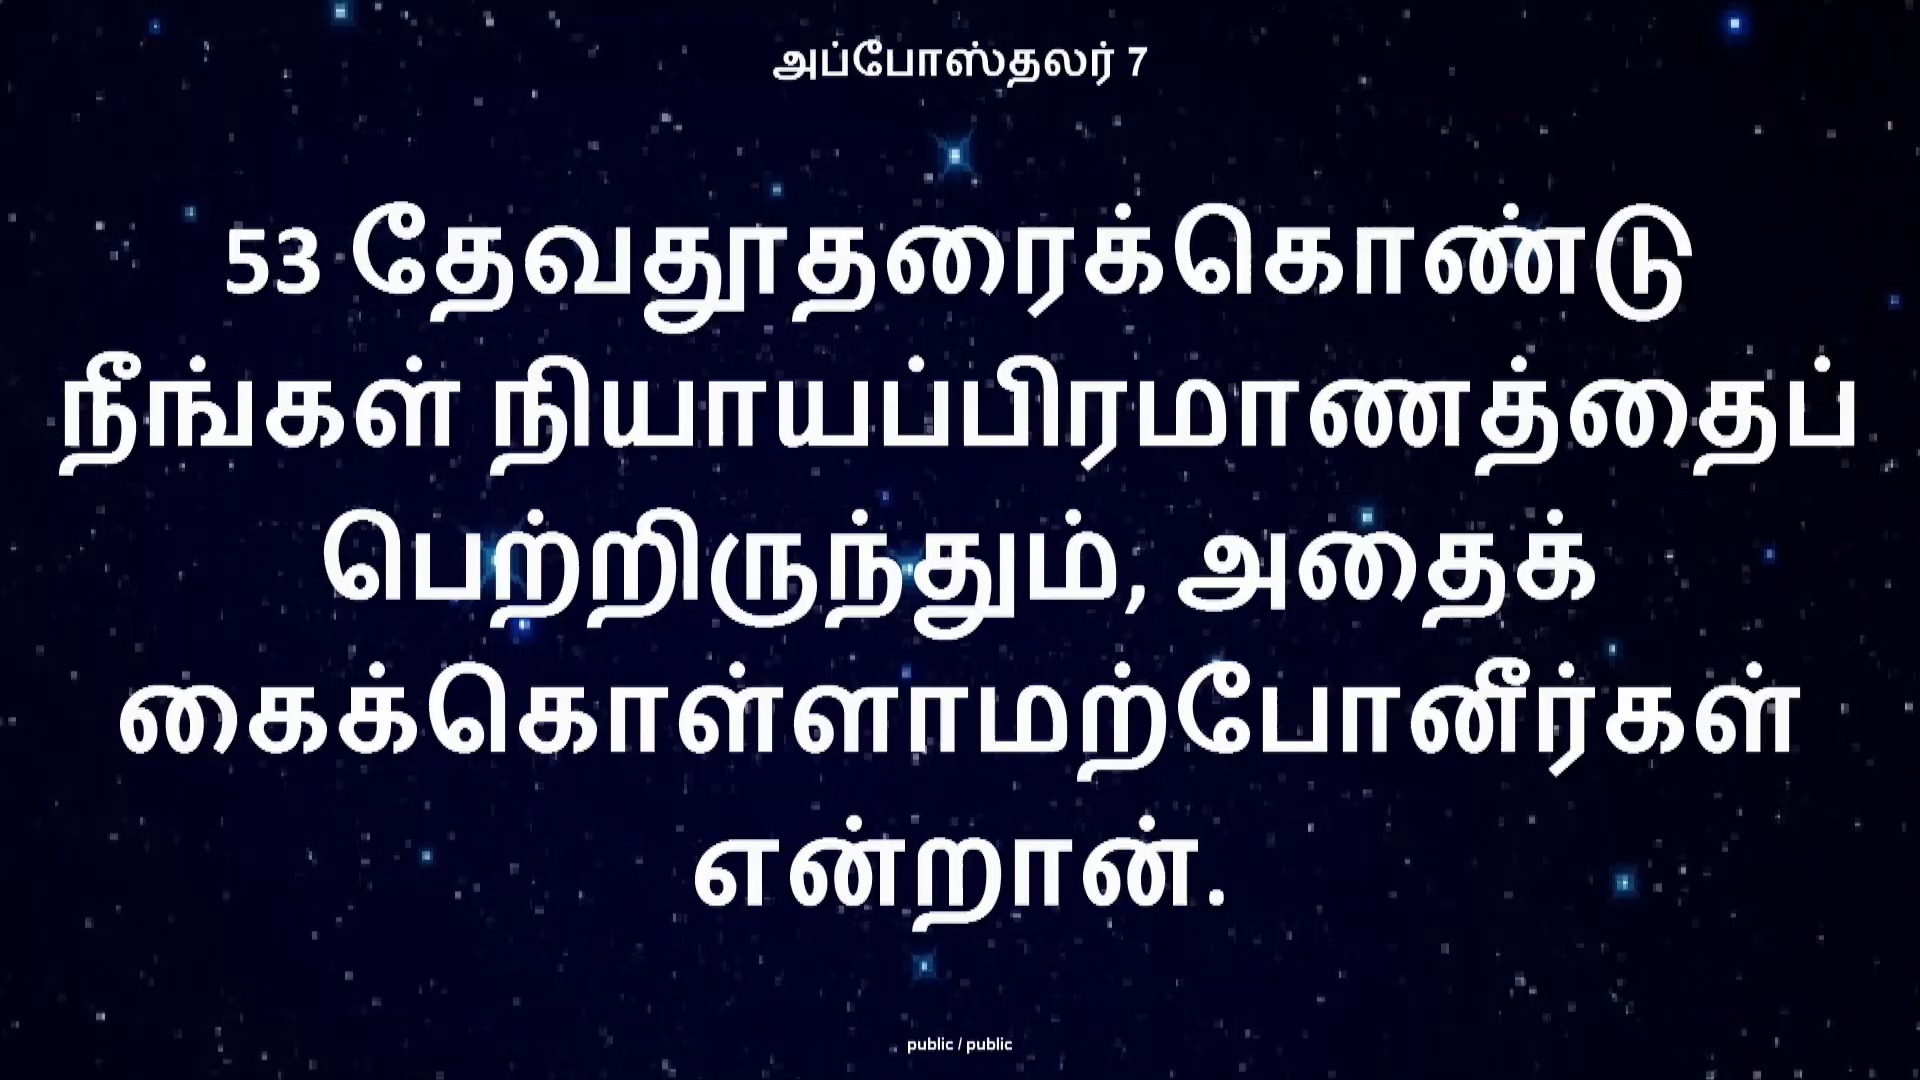 அப்போஸ்தலர் 7
53 தேவதூதரைக்கொண்டு
நீங்கள் நியாயப்பிரமாணத்தைப்
பெற்றிருந்தும், அதைக்
கைக்கொள்ளாமற்போனீர்கள்
என்றான்.
public / public